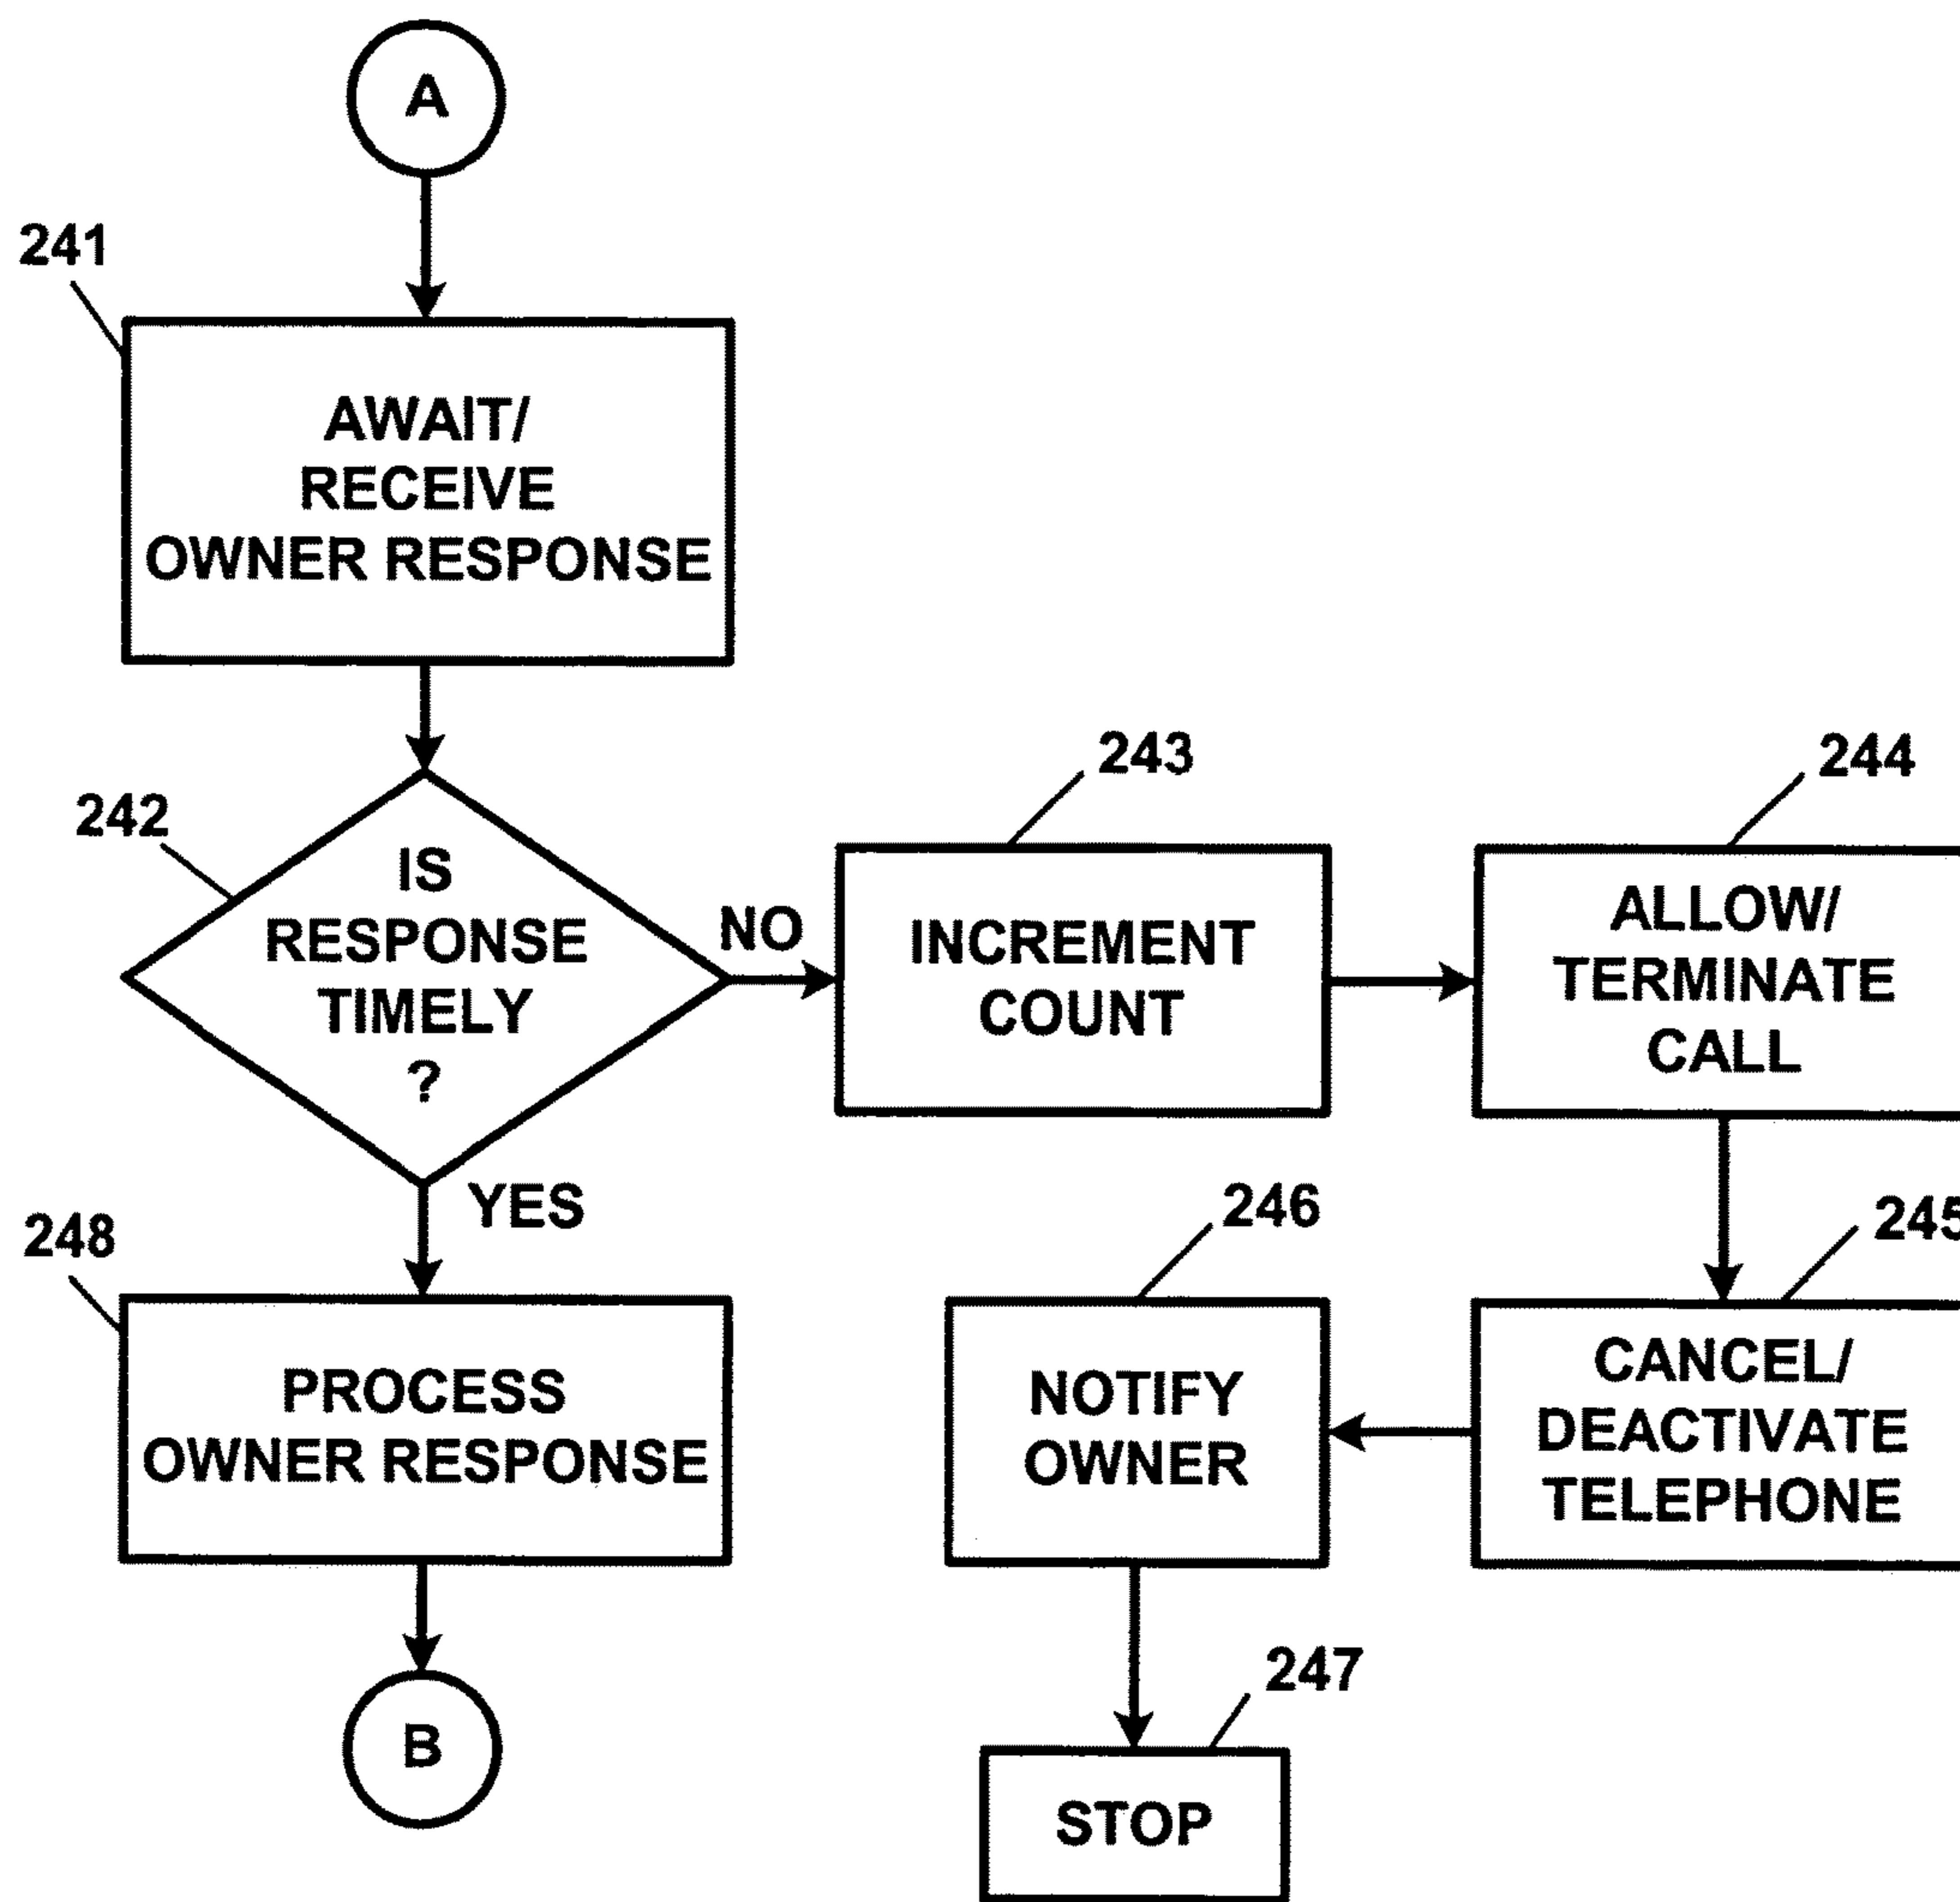 A
241
AWAIT/
RECEIVE
OWNER RESPONSE
242
IS
RESPONSE
TIMELY
?
NO
YES
243
INCREMENT
COUNT
244
ALLOW/
TERMINATE
CALL
245
CANCEL/
DEACTIVATE
TELEPHONE
246
NOTIFY
OWNER
247
STOP
248
PROCESS
OWNER RESPONSE
B